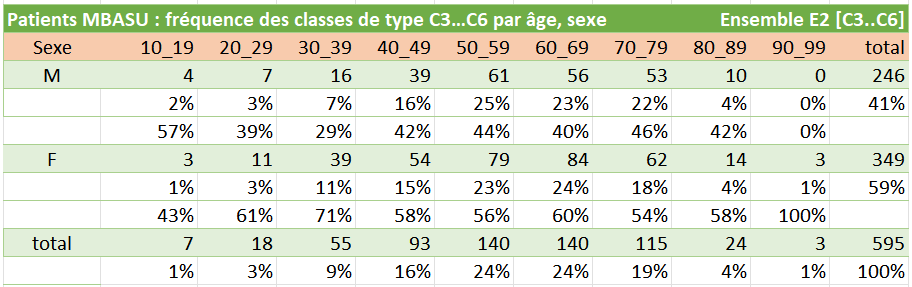 Patients MBASU : fréquence des classes de type C3...C6 par âge, sexe Ensemble E2 [C3..C6]
Sexe 10_19 20_29 30_39 40_49 50_59 60_69 70_79 80_89 90_99 total
M 4 7 16 39 61 56 53 10 0 246
2% 3% 7% 16% 25% 23% 22% 4% 0% 41%
57% 39% 29% 42% 44% 40% 46% 42% 0%
F 3 11 39 54 79 84 62 14 3 349
1% 3% 11% 15% 23% 24% 18% 4% 1% 59%
43% 61% 71% 58% 56% 60% 54% 58% 100%
total 7 18 55 93 140 140 115 24 3 595
1% 3% 9% 16% 24% 24% 19% 4% 1% 100%